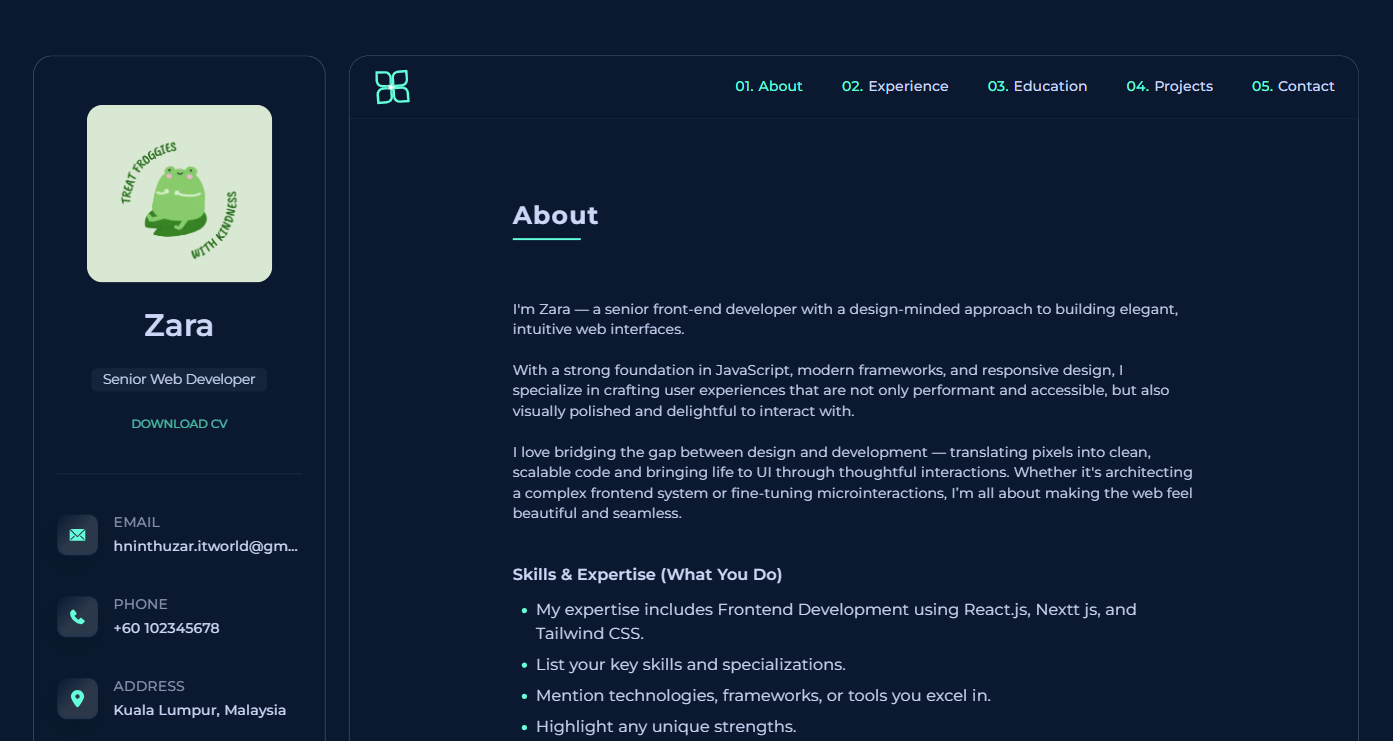 TREAT FROGGIES
WITH KINDNESS
Zara
Senior Web Developer
DOWNLOAD CV
EMAIL
hninthuzar.itworld@gm...
PHONE
+60 102345678
ADDRESS
Kuala Lumpur, Malaysia
01. About 02. Experience 03. Education 04. Projects 05. Contact
About
I'm Zara — a senior front-end developer with a design-minded approach to building elegant,
intuitive web interfaces.
With a strong foundation in JavaScript, modern frameworks, and responsive design, I
specialize in crafting user experiences that are not only performant and accessible, but also
visually polished and delightful to interact with.
I love bridging the gap between design and development — translating pixels into clean,
scalable code and bringing life to UI through thoughtful interactions. Whether it's architecting
a complex frontend system or fine-tuning microinteractions, I’m all about making the web feel
beautiful and seamless.
Skills & Expertise (What You Do)
• My expertise includes Frontend Development using React.js, Nextt js, and
Tailwind CSS.
• List your key skills and specializations.
• Mention technologies, frameworks, or tools you excel in.
• Highlight any unique strengths.